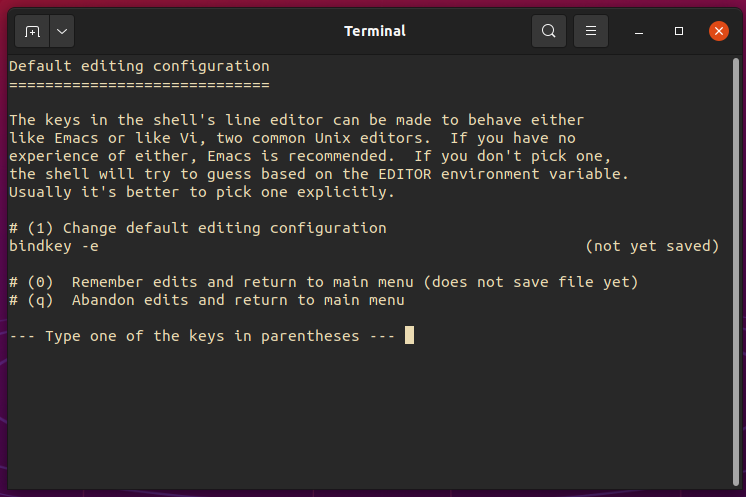 Terminal
Default editing configuration
=============================
The keys in the shell's line editor can be made to behave either
like Emacs or like Vi, two common Unix editors.  If you have no
experience of either, Emacs is recommended.  If you don't pick one,
the shell will try to guess based on the EDITOR environment variable.
Usually it's better to pick one explicitly.
# (1) Change default editing configuration
bindkey -e (not yet saved)
# (0)  Remember edits and return to main menu (does not save file yet)
# (q)  Abandon edits and return to main menu
--- Type one of the keys in parentheses ---